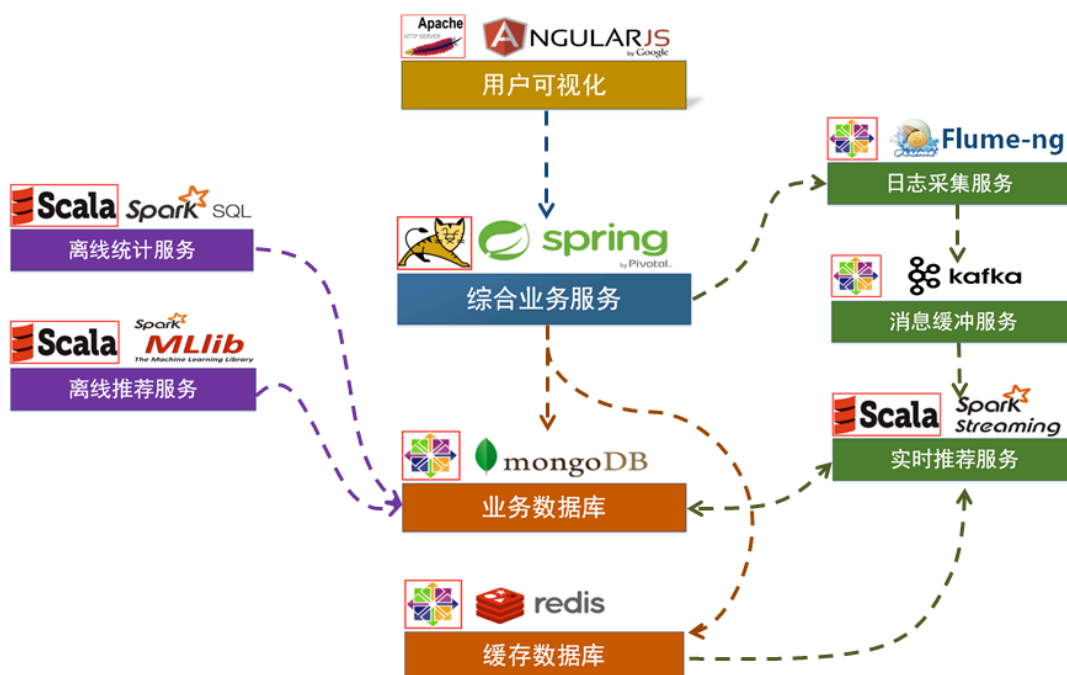 Apache
HTTP SERVER
ANGULARJS
by Google
用户可视化
Flume-ng
FLUME
日志采集服务
Scala
Spark SQL
离线统计服务
spring
by Pivotal
综合业务服务
kafka
消息缓冲服务
Scala
Spark
MLlib
The Machine Learning Library
离线推荐服务
Scala
Spark
Streaming
实时推荐服务
mongoDB
业务数据库
redis
缓存数据库